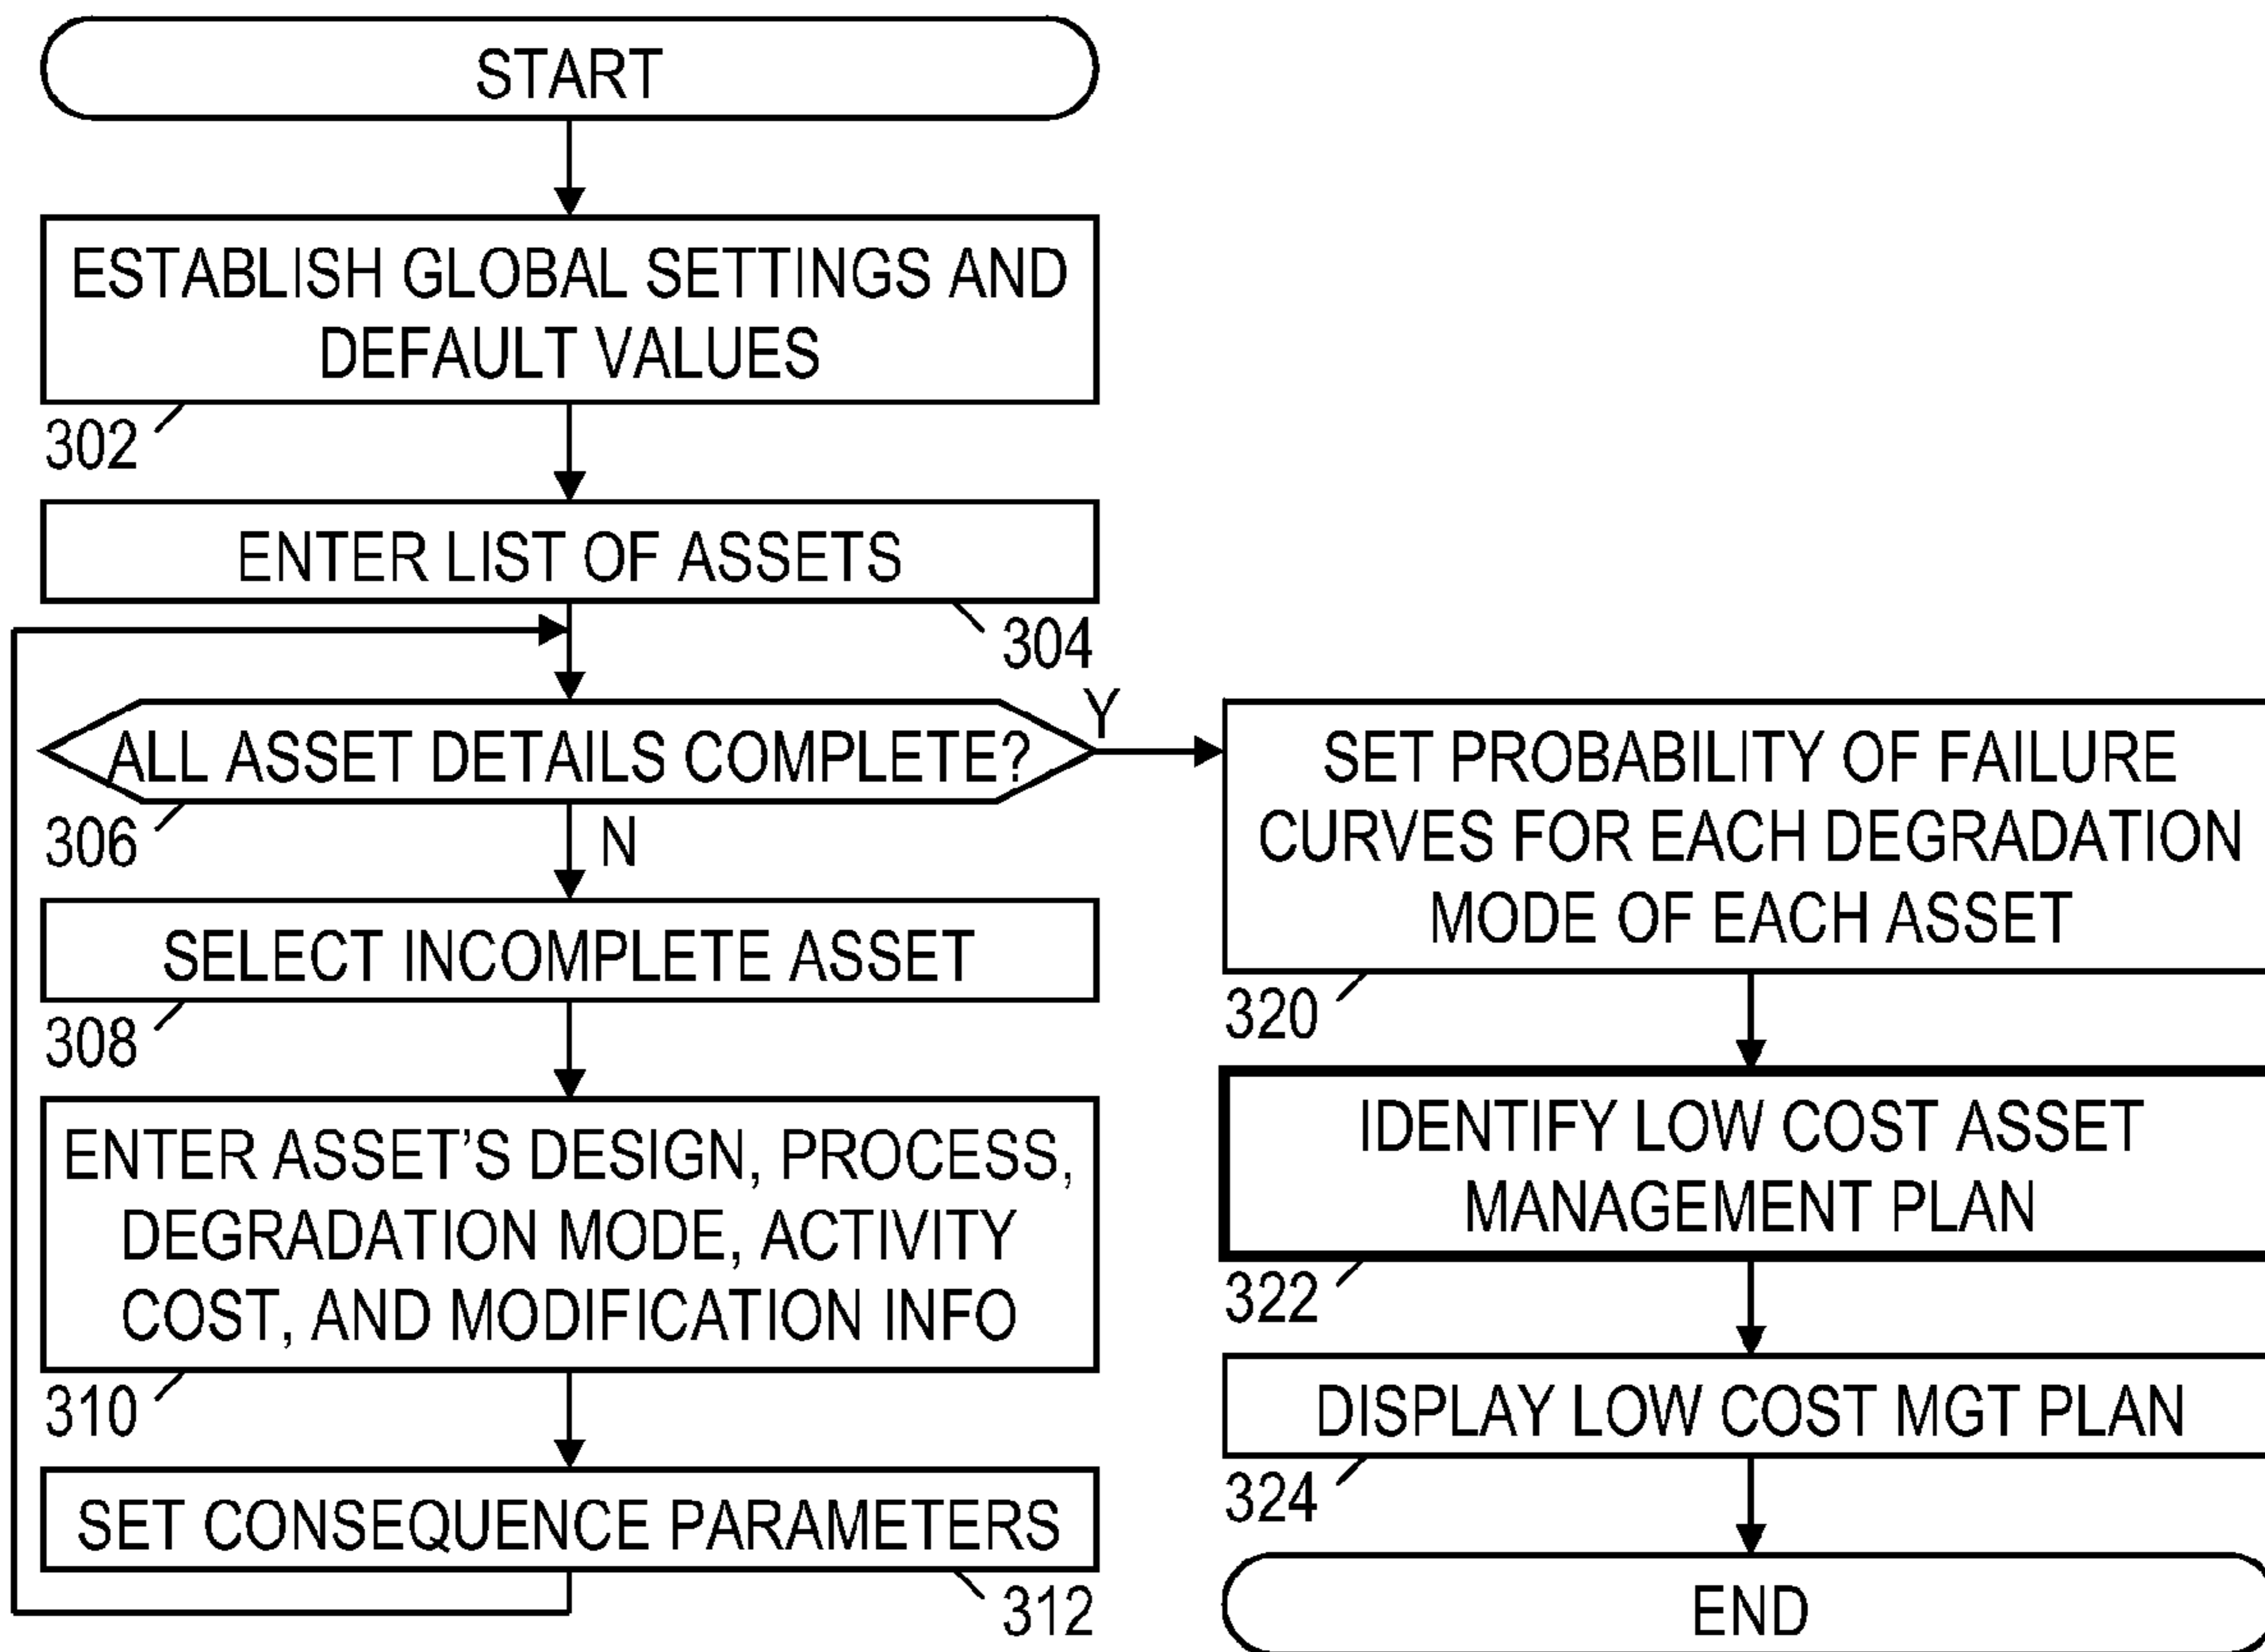 START
ESTABLISH GLOBAL SETTINGS AND
DEFAULT VALUES
302
ENTER LIST OF ASSETS
304
ALL ASSET DETAILS COMPLETE?
Y
306
N
SELECT INCOMPLETE ASSET
308
ENTER ASSET'S DESIGN, PROCESS,
DEGRADATION MODE, ACTIVITY
COST, AND MODIFICATION INFO
310
SET CONSEQUENCE PARAMETERS
312
SET PROBABILITY OF FAILURE
CURVES FOR EACH DEGRADATION
MODE OF EACH ASSET
320
IDENTIFY LOW COST ASSET
MANAGEMENT PLAN
322
DISPLAY LOW COST MGT PLAN
324
END